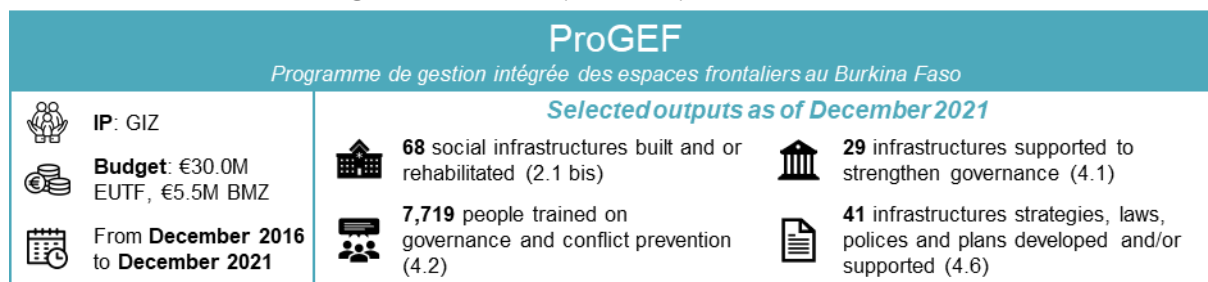 ProGEF
Programme de gestion intégrée des espaces frontaliers au Burkina Faso
IP: GIZ
Budget: €30.0M
EUTF, €5.5M BMZ
From December 2016
to December 2021
Selected outputs as of December 2021
68 social infrastructures built and or
rehabilitated (2.1 bis)
7,719 people trained on
governance and conflict prevention
(4.2)
29 infrastructures supported to
strengthen governance (4.1)
41 infrastructures strategies, laws,
polices and plans developed and/or
supported (4.6)